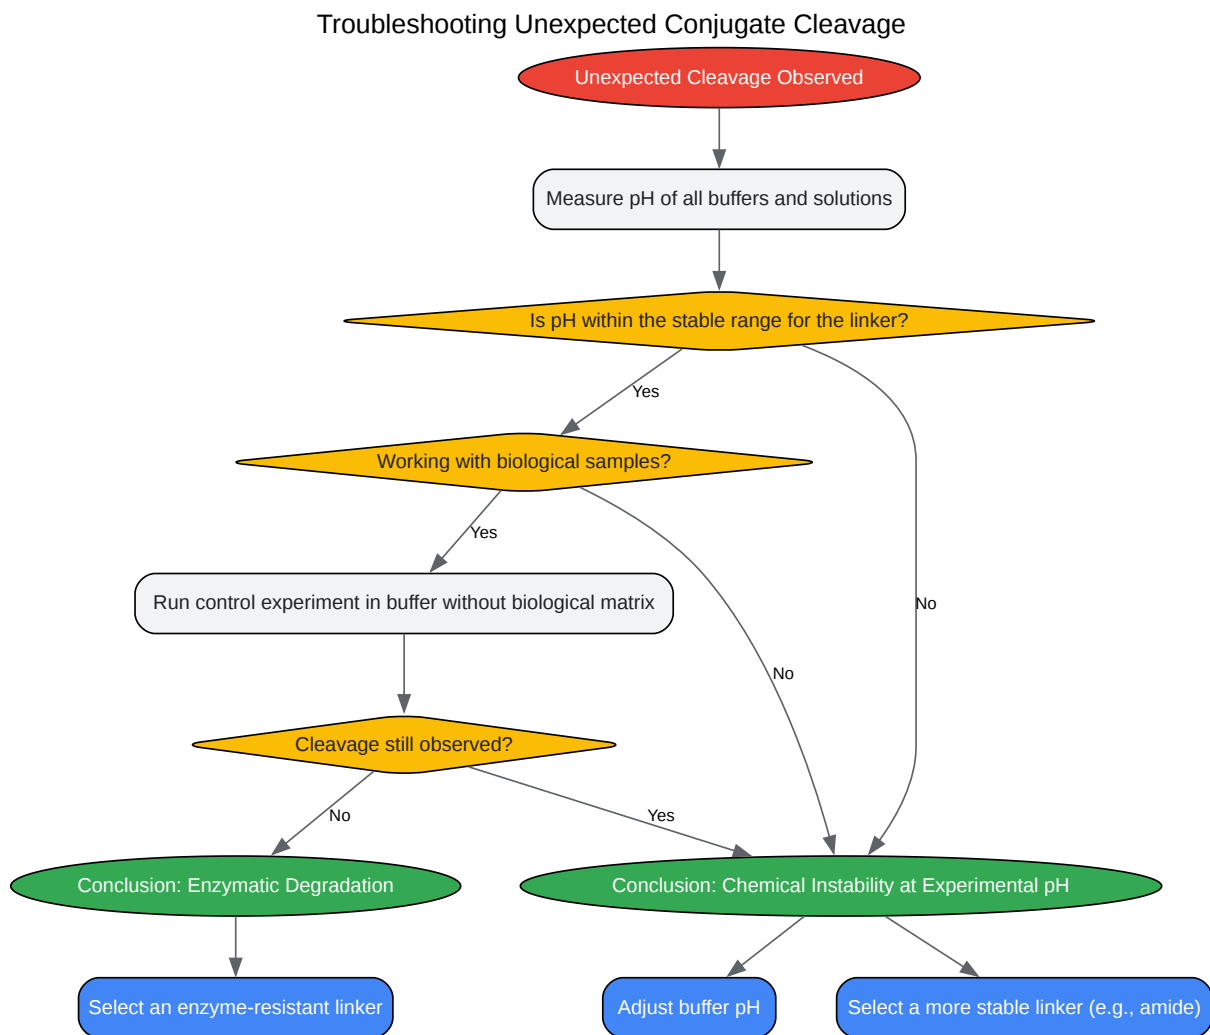 Troubleshooting Unexpected Conjugate Cleavage
Unexpected Cleavage Observed
Measure pH of all buffers and solutions
Is pH within the stable range for the linker?
Yes
Working with biological samples?
Yes
Run control experiment in buffer without biological matrix
No
No
Cleavage still observed?
No
Yes
Conclusion: Enzymatic Degradation
Conclusion: Chemical Instability at Experimental pH
Select an enzyme-resistant linker
Adjust buffer pH
Select a more stable linker (e.g., amide)